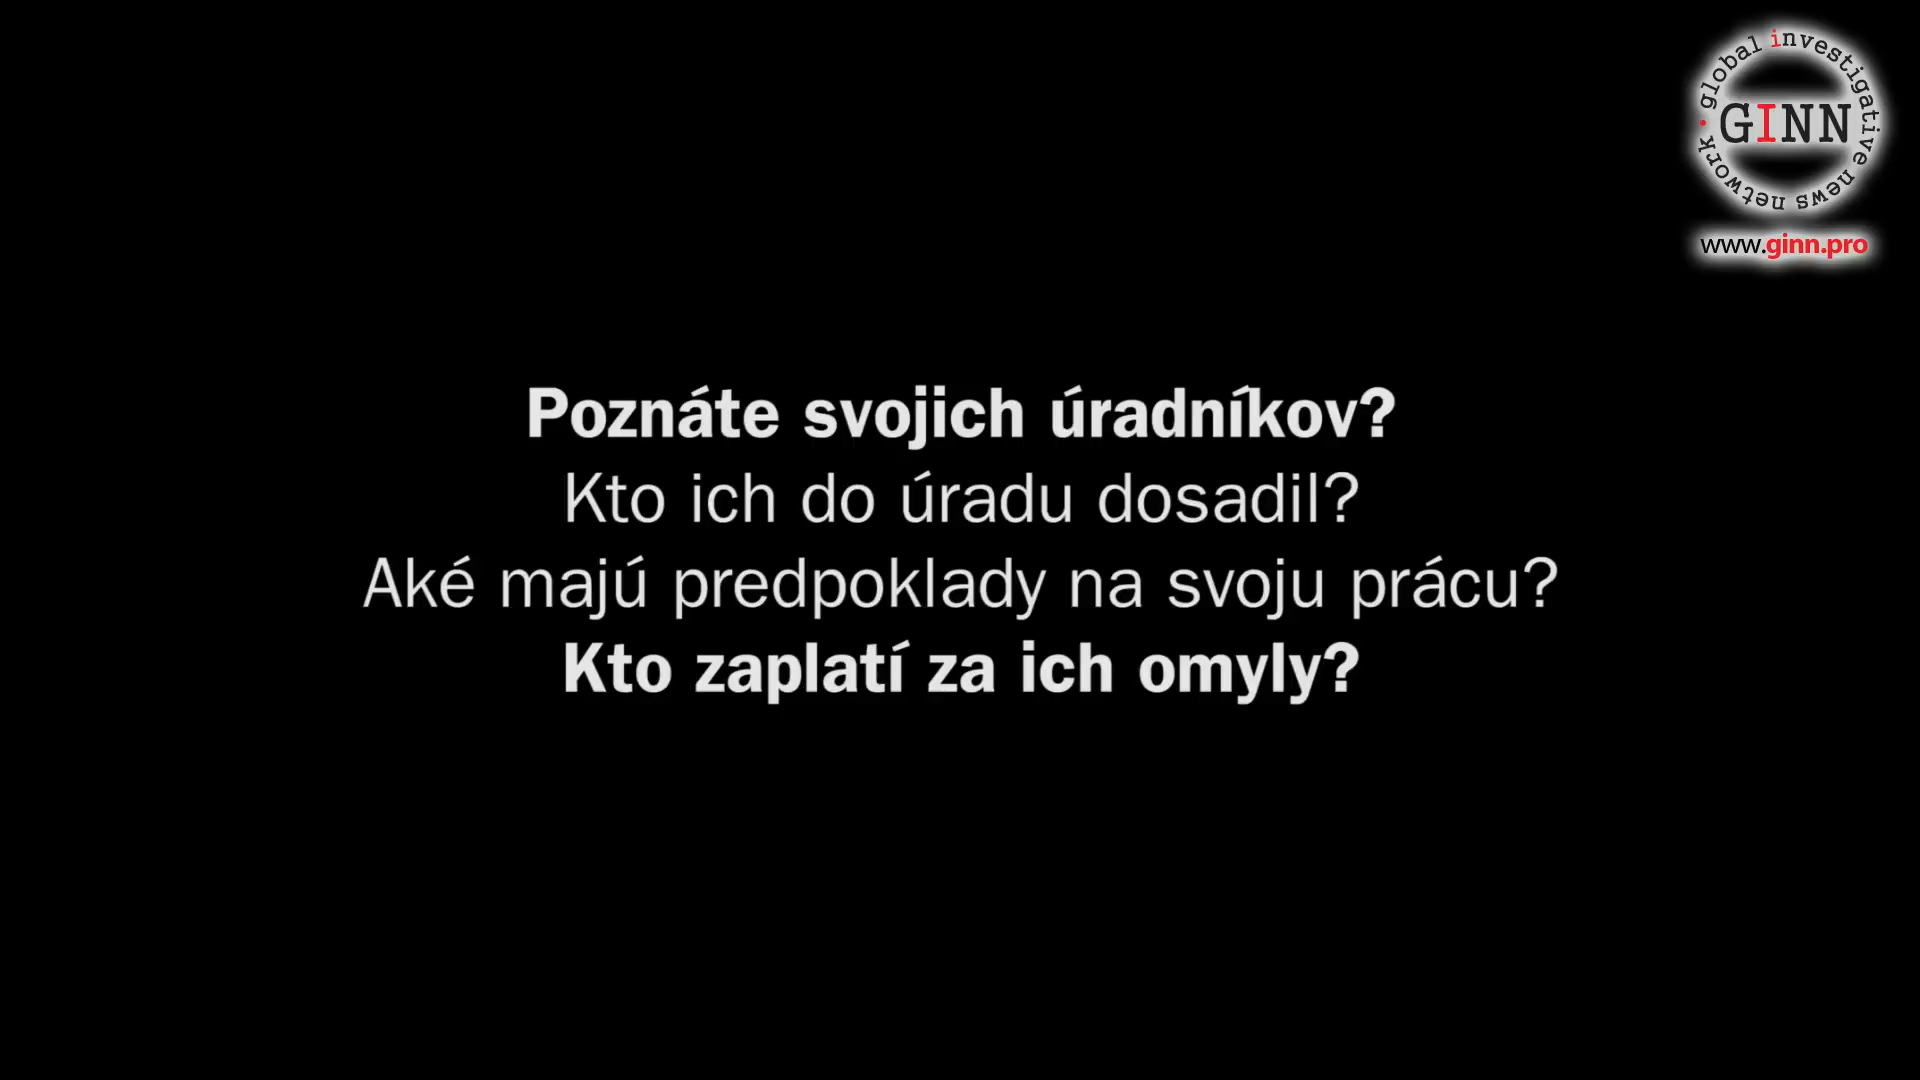 global investigative news network
GINN
www.ginn.pro
Poznáte svojich úradníkov?
Kto ich do úradu dosadil?
Aké majú predpoklady na svoju prácu?
Kto zaplatí za ich omyly?